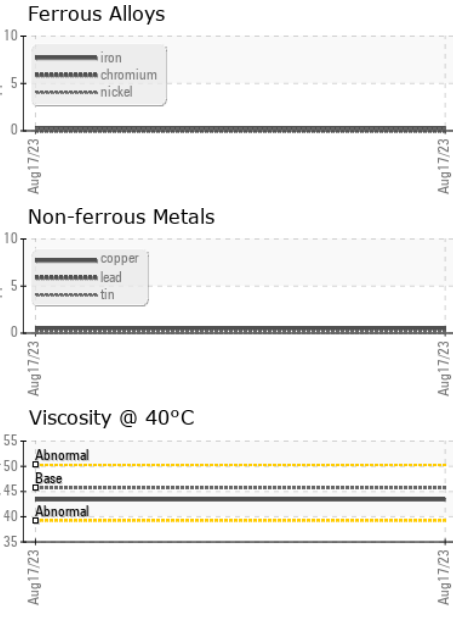 Ferrous Alloys
10
iron
chromium
5
nickel
0
Aug17/23
Aug17/23
Non-ferrous Metals
10
copper
lead
5
tin
0
Aug17/23
Aug17/23
Viscosity @ 40°C
55
Abnormal
50
Base
45
Abnormal
40
35
Aug17/23
Aug17/23